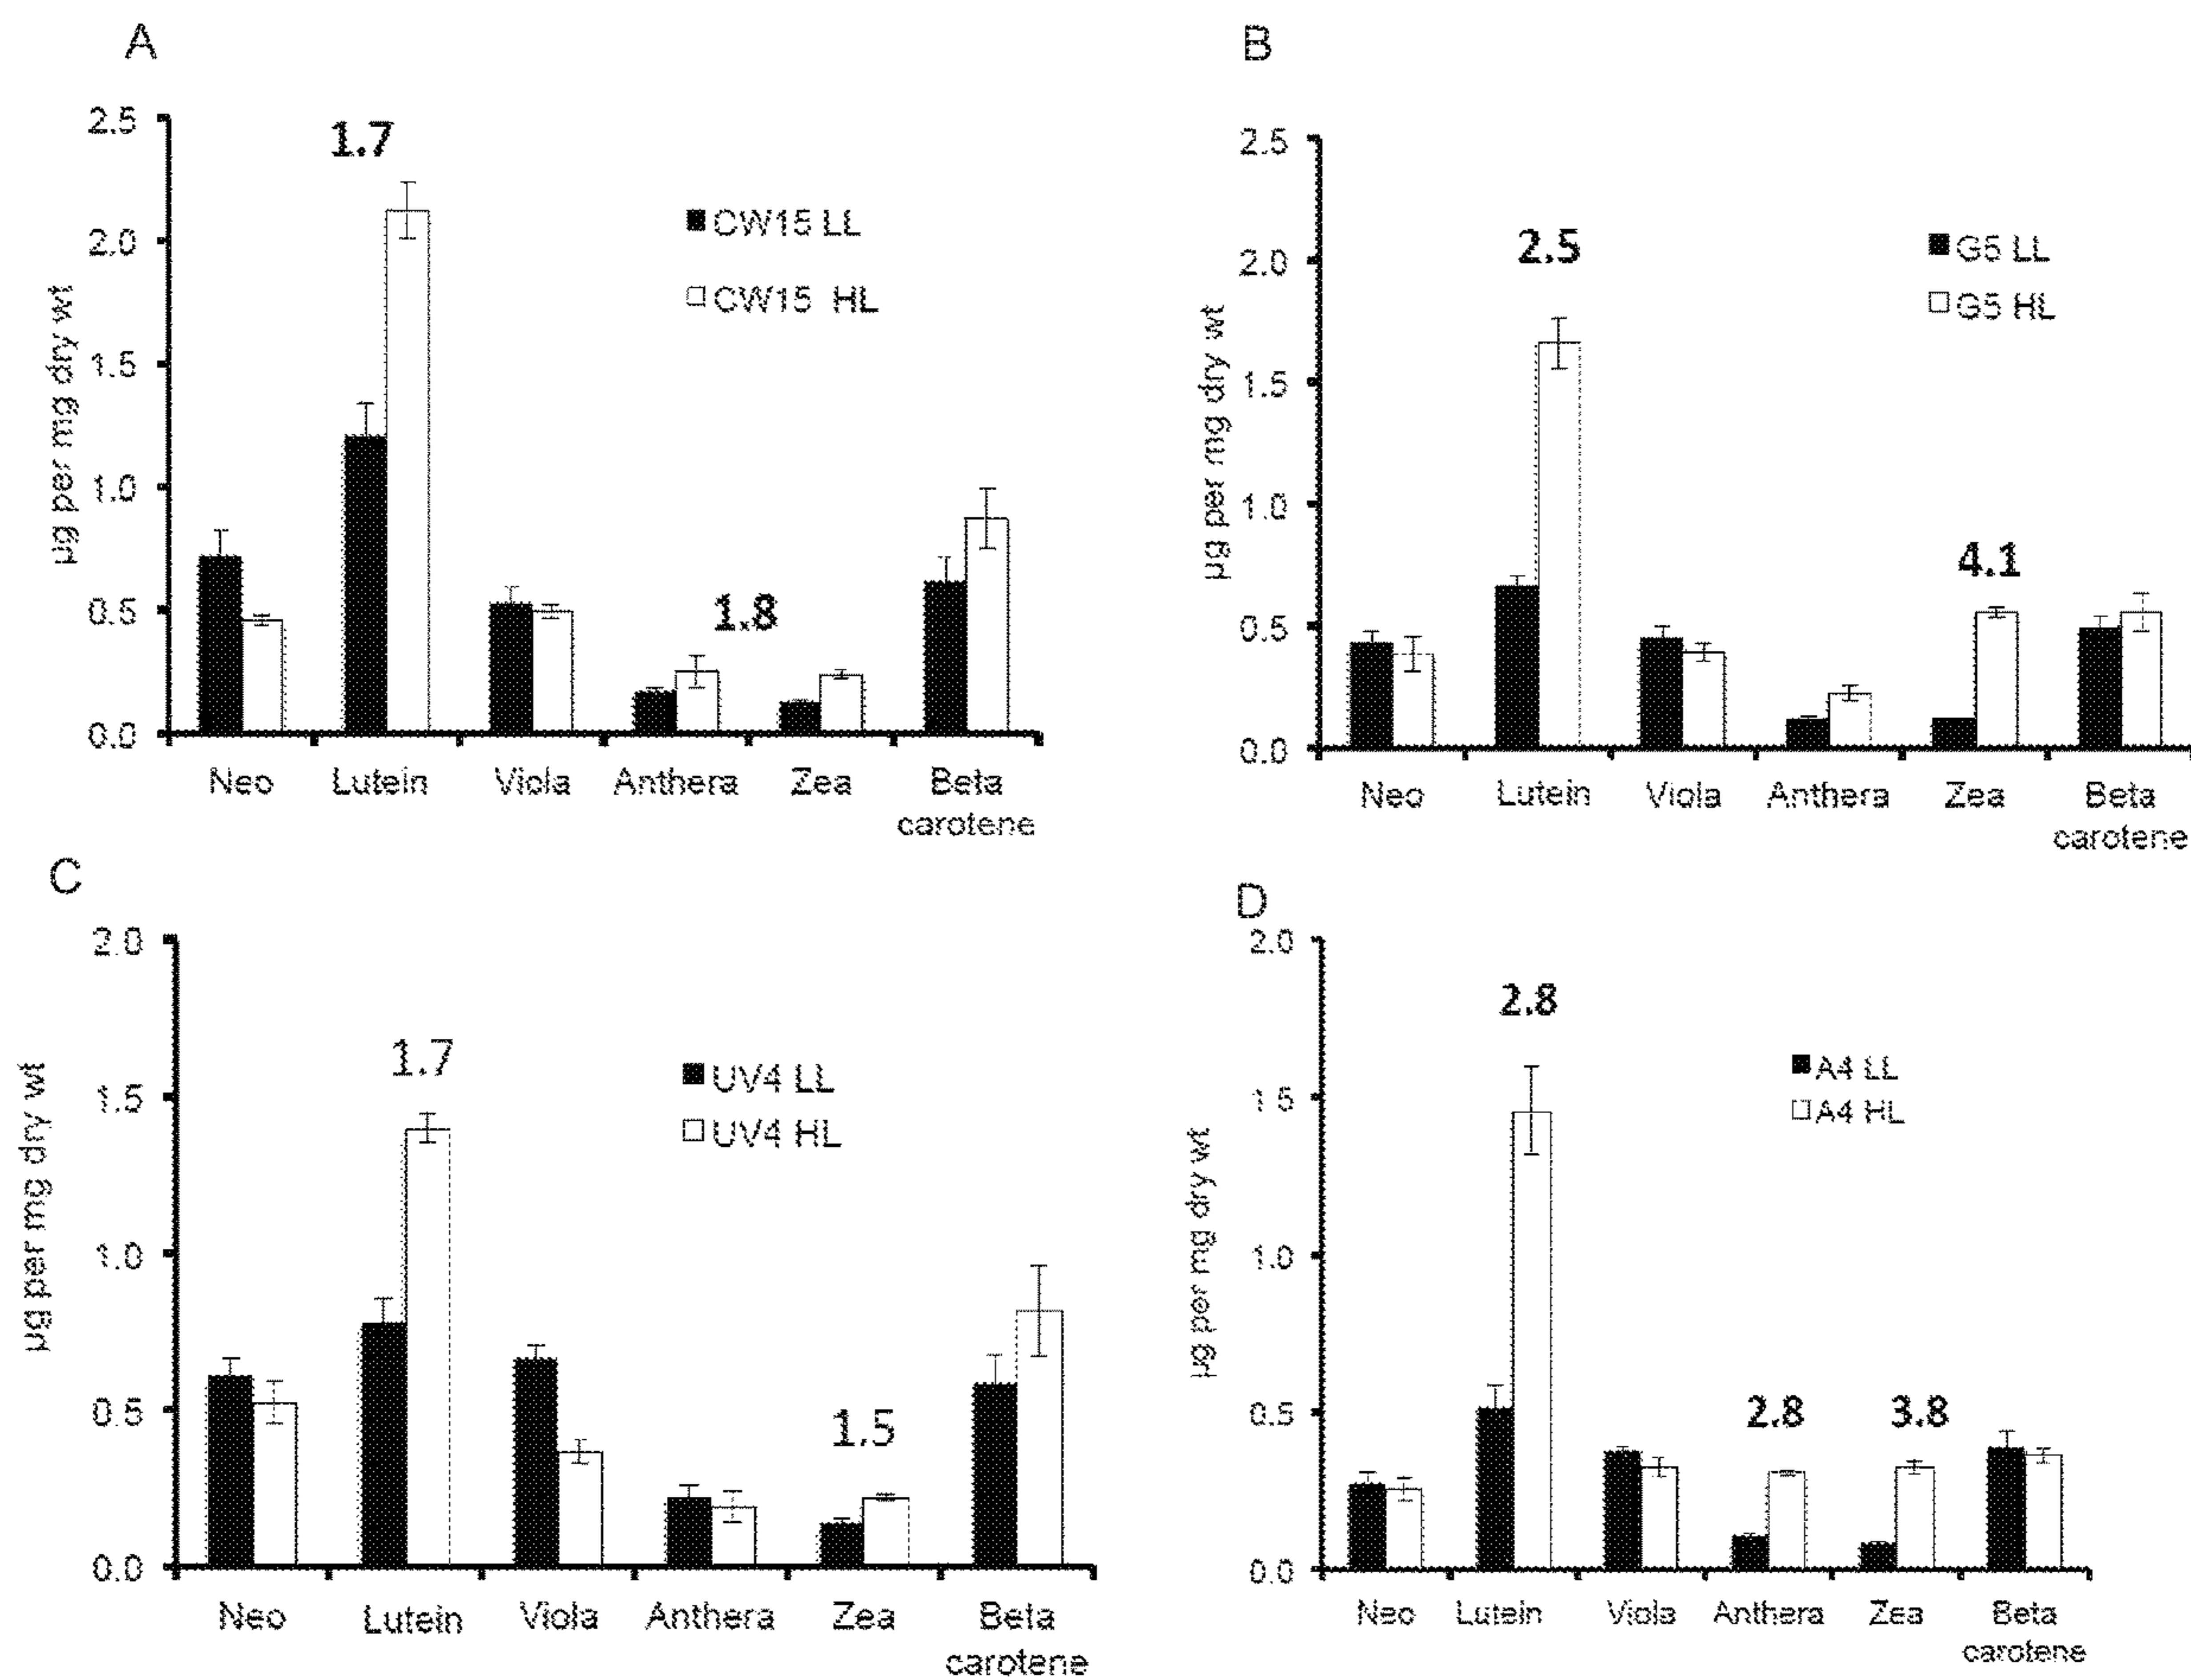 A
2.5
2.0
1.5
1.0
0.5
0.0
µg per mg dry wt
1.7
1.8
CW15 LL
CW15 HL
Neo Lutein Viola Anthera Zea Beta
carotene
B
2.5
2.0
1.5
1.0
0.5
0.0
µg per mg dry wt
2.5
4.1
G5 LL
G5 HL
Neo Lutein Viola Anthera Zea Beta
carotene
C
2.0
1.5
1.0
0.5
0.0
µg per mg dry wt
1.7
1.5
UV4 LL
UV4 HL
Neo Lutein Viola Anthera Zea Beta
carotene
D
2.0
1.5
1.0
0.5
0.0
µg per mg dry wt
2.8
2.8 3.8
A4 LL
A4 HL
Neo Lutein Viola Anthera Zea Beta
carotene